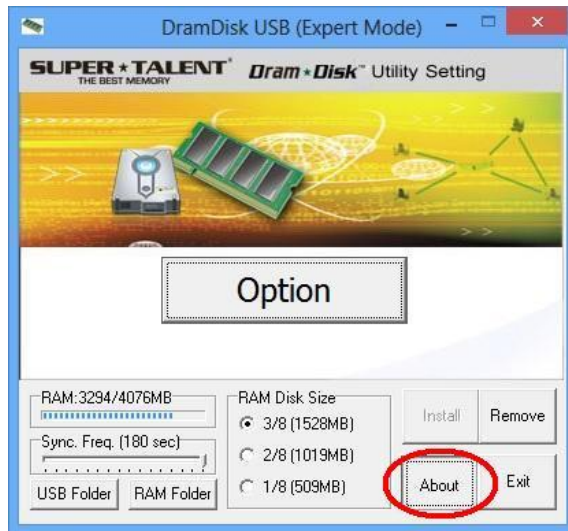 DramDisk USB (Expert Mode)
SUPER★TALENT
THE BEST MEMORY
Dram★Disk™ Utility Setting
Option
RAM:3294/4076MB
RAM Disk Size
3/8 (1528MB)
2/8 (1019MB)
1/8 (509MB)
Install
Remove
Sync. Freq. (180 sec)
USB Folder
RAM Folder
About
Exit